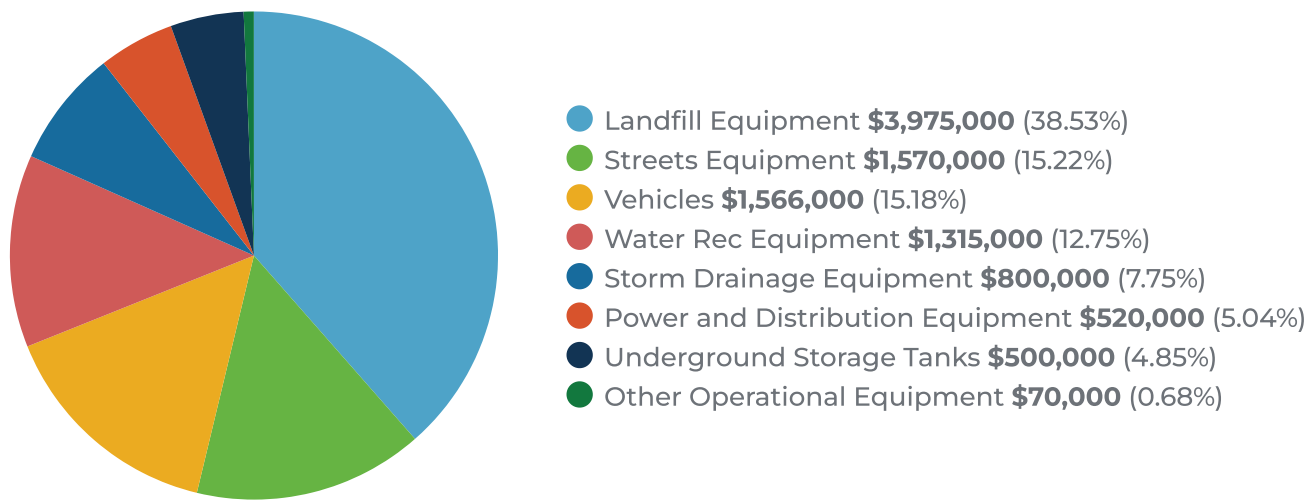 Landfill Equipment $3,975,000 (38.53%)
Streets Equipment $1,570,000 (15.22%)
Vehicles $1,566,000 (15.18%)
Water Rec Equipment $1,315,000 (12.75%)
Storm Drainage Equipment $800,000 (7.75%)
Power and Distribution Equipment $520,000 (5.04%)
Underground Storage Tanks $500,000 (4.85%)
Other Operational Equipment $70,000 (0.68%)